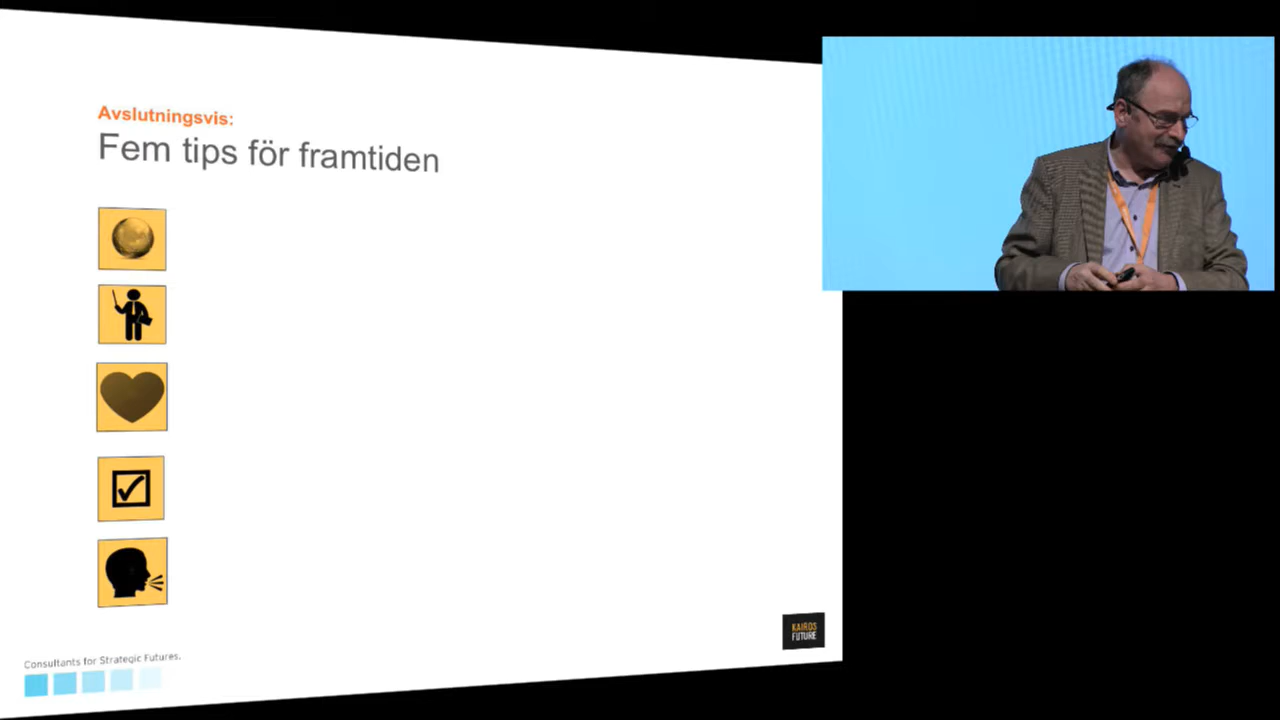 Avslutningsvis:
Fem tips för framtiden
KAIROS
FUTURE
Consultants for Strategic Futures.